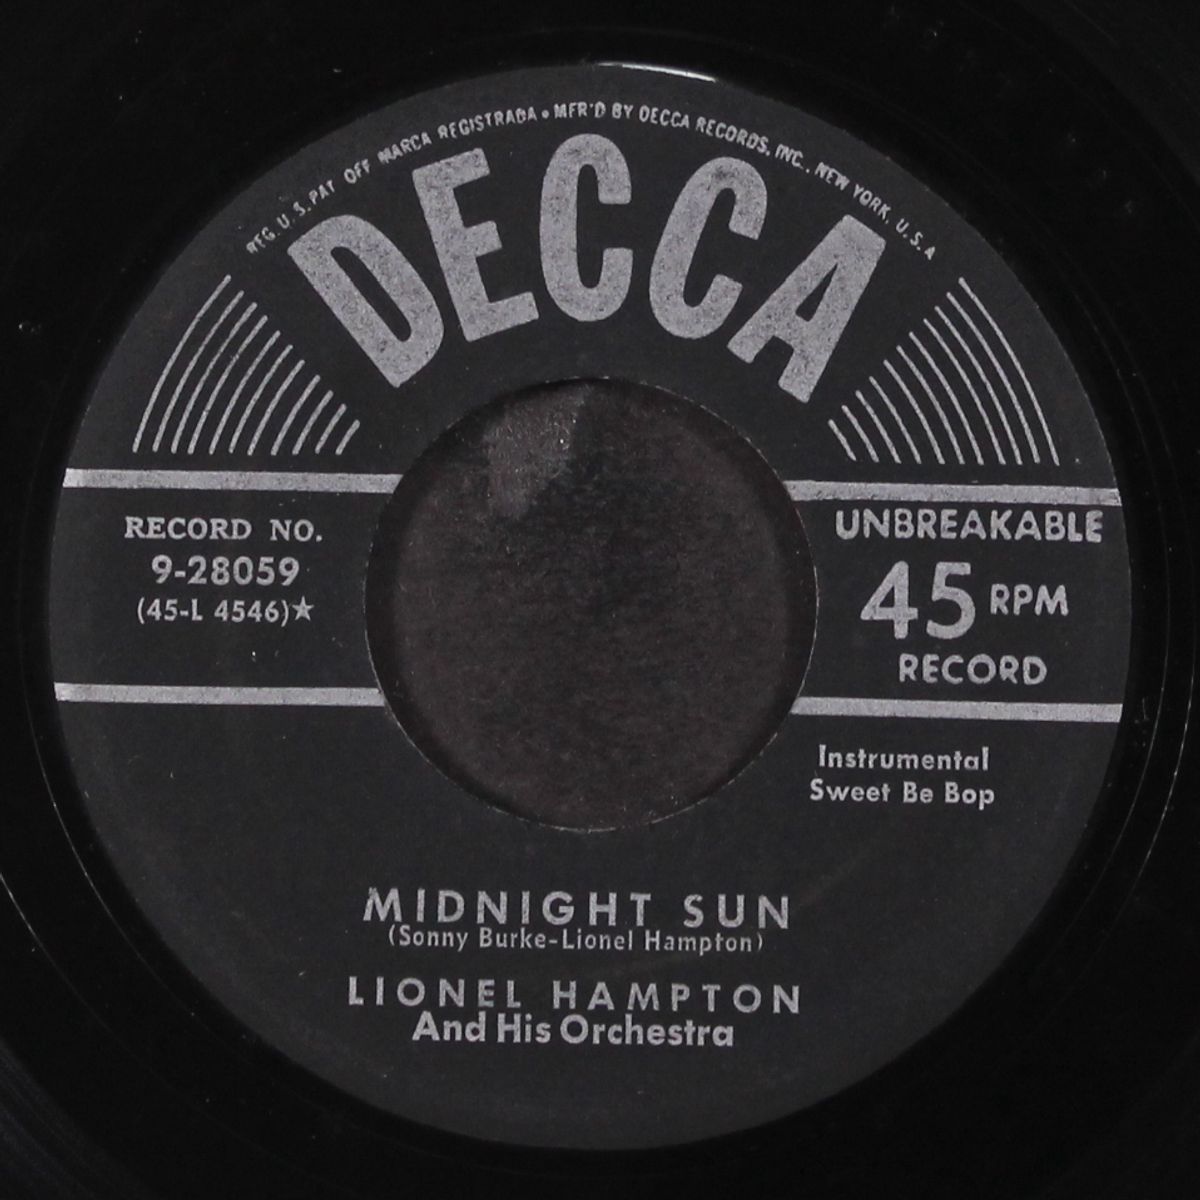 REG. U. S. PAT OFF MARCA REGISTRADA • MFR'D BY DECCA RECORDS, INC., NEW YORK, U. S. A
DECCA
RECORD NO.
9-28059
(45-L 4546)★
UNBREAKABLE
45 RPM
RECORD
Instrumental
Sweet Be Bop
MIDNIGHT SUN
(Sonny Burke-Lionel Hampton)
LIONEL HAMPTON
And His Orchestra